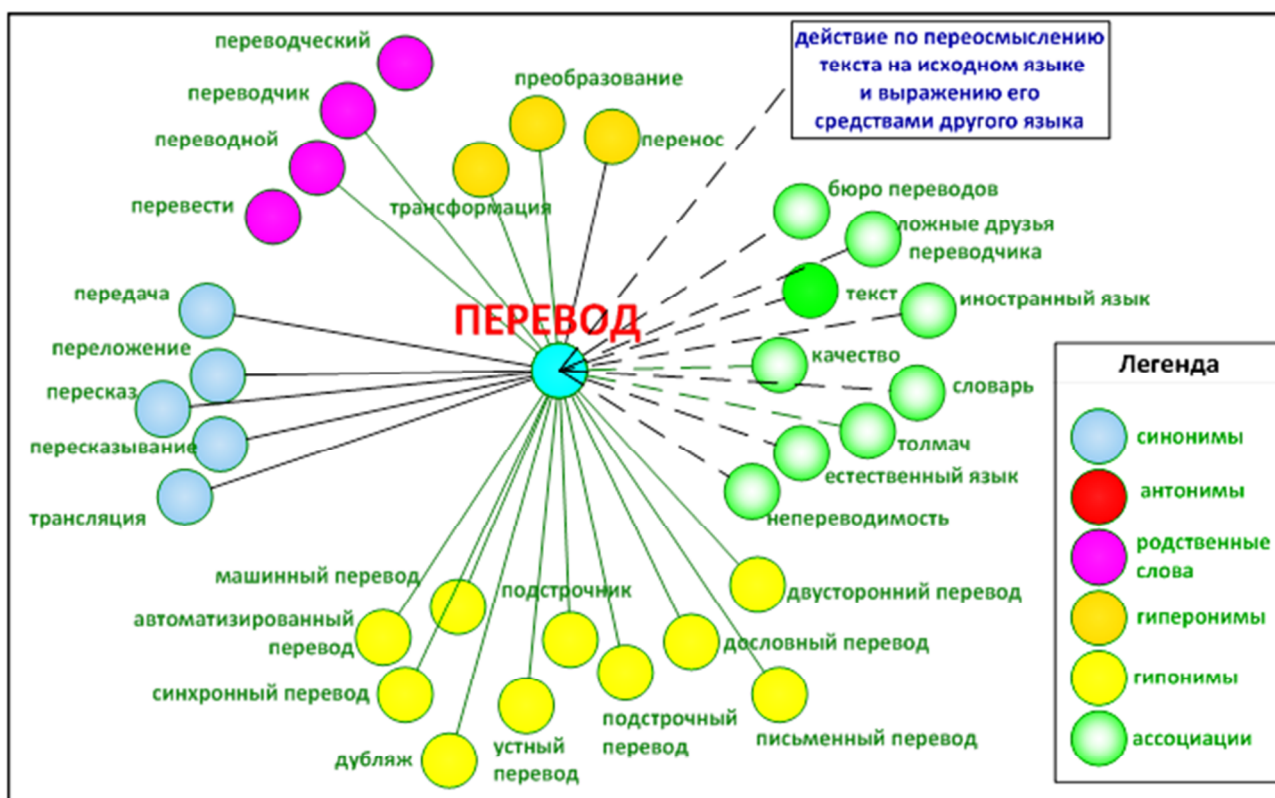 переводческий
переводчик
переводной
перевести
преобразование
перенос
трансформация
действие по переосмыслению
текста на исходном языке
и выражению его
средствами другого языка
бюро переводов
ложные друзья
переводчика
текст
иностранный язык
качество
словарь
толмач
естественный язык
непереводимость
ПЕРЕВОД
передача
переложение
пересказ
пересказывание
трансляция
машинный перевод
автоматизированный
перевод
синхронный перевод
дубляж
устный
перевод
подстрочник
подстрочный
перевод
дословный перевод
двусторонний перевод
письменный перевод
Легенда
синонимы
антонимы
родственные
слова
гиперонимы
гипонимы
ассоциации